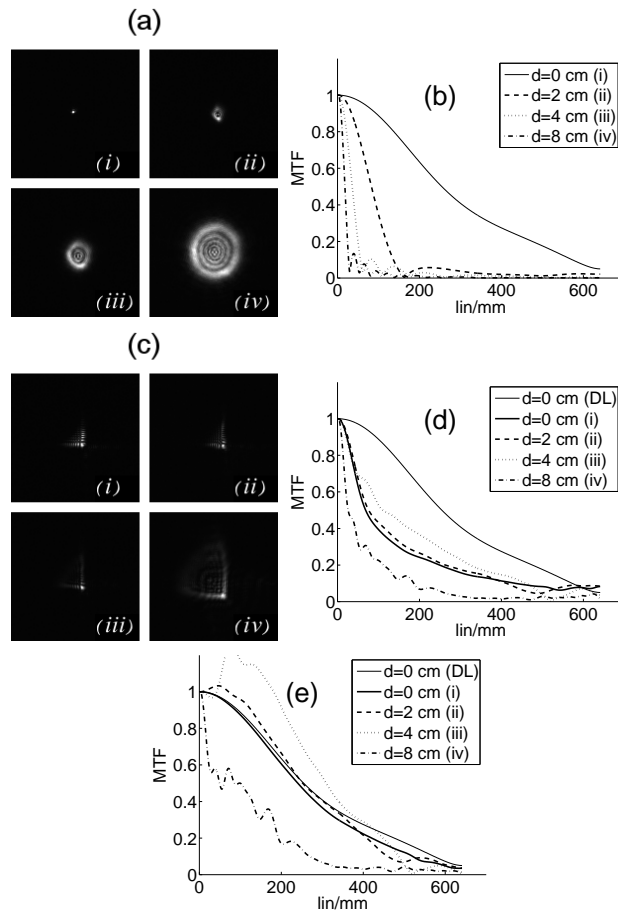 (a)
(i)
(ii)
(iii)
(iv)
(b)
d=0 cm (i)
d=2 cm (ii)
d=4 cm (iii)
d=8 cm (iv)
MTF
1
0.8
0.6
0.4
0.2
0
0 200 400 600
lin/mm
(c)
(i)
(ii)
(iii)
(iv)
(d)
d=0 cm (DL)
d=0 cm (i)
d=2 cm (ii)
d=4 cm (iii)
d=8 cm (iv)
MTF
1
0.8
0.6
0.4
0.2
0
0 200 400 600
lin/mm
(e)
d=0 cm (DL)
d=0 cm (i)
d=2 cm (ii)
d=4 cm (iii)
d=8 cm (iv)
MTF
1
0.8
0.6
0.4
0.2
0
0 200 400 600
lin/mm